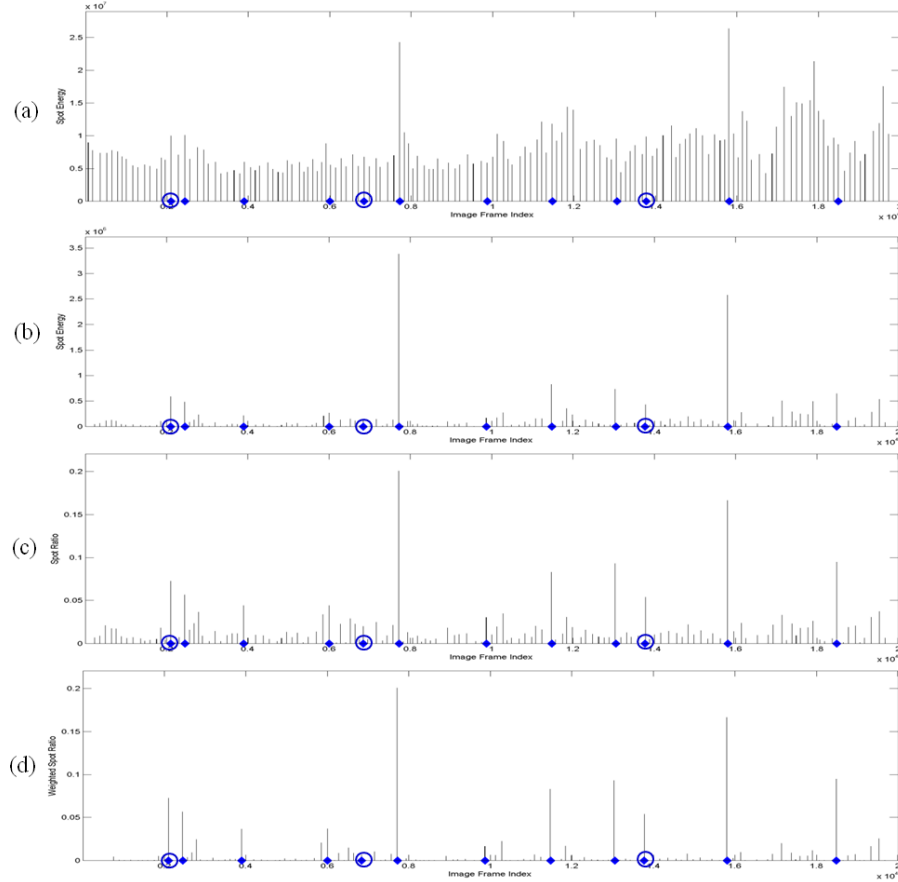 (a)
Spot Energy
x 10⁷
2.5
2
1.5
1
0.5
0
0.4 0.6 0.8 1 1.2 1.4 1.6 1.8
Image Frame Index
(b)
Spot Energy
x 10⁶
3.5
3
2.5
2
1.5
1
0.5
0
0.4 0.6 0.8 1 1.2 1.4 1.6 1.8
Image Frame Index
(c)
Spot Ratio
0.2
0.15
0.1
0.05
0
0.4 0.6 0.8 1 1.2 1.4 1.6 1.8
Image Frame Index
(d)
Weighted Spot Ratio
0.2
0.15
0.1
0.05
0
0.4 0.6 0.8 1 1.2 1.4 1.6 1.8
Image Frame Index